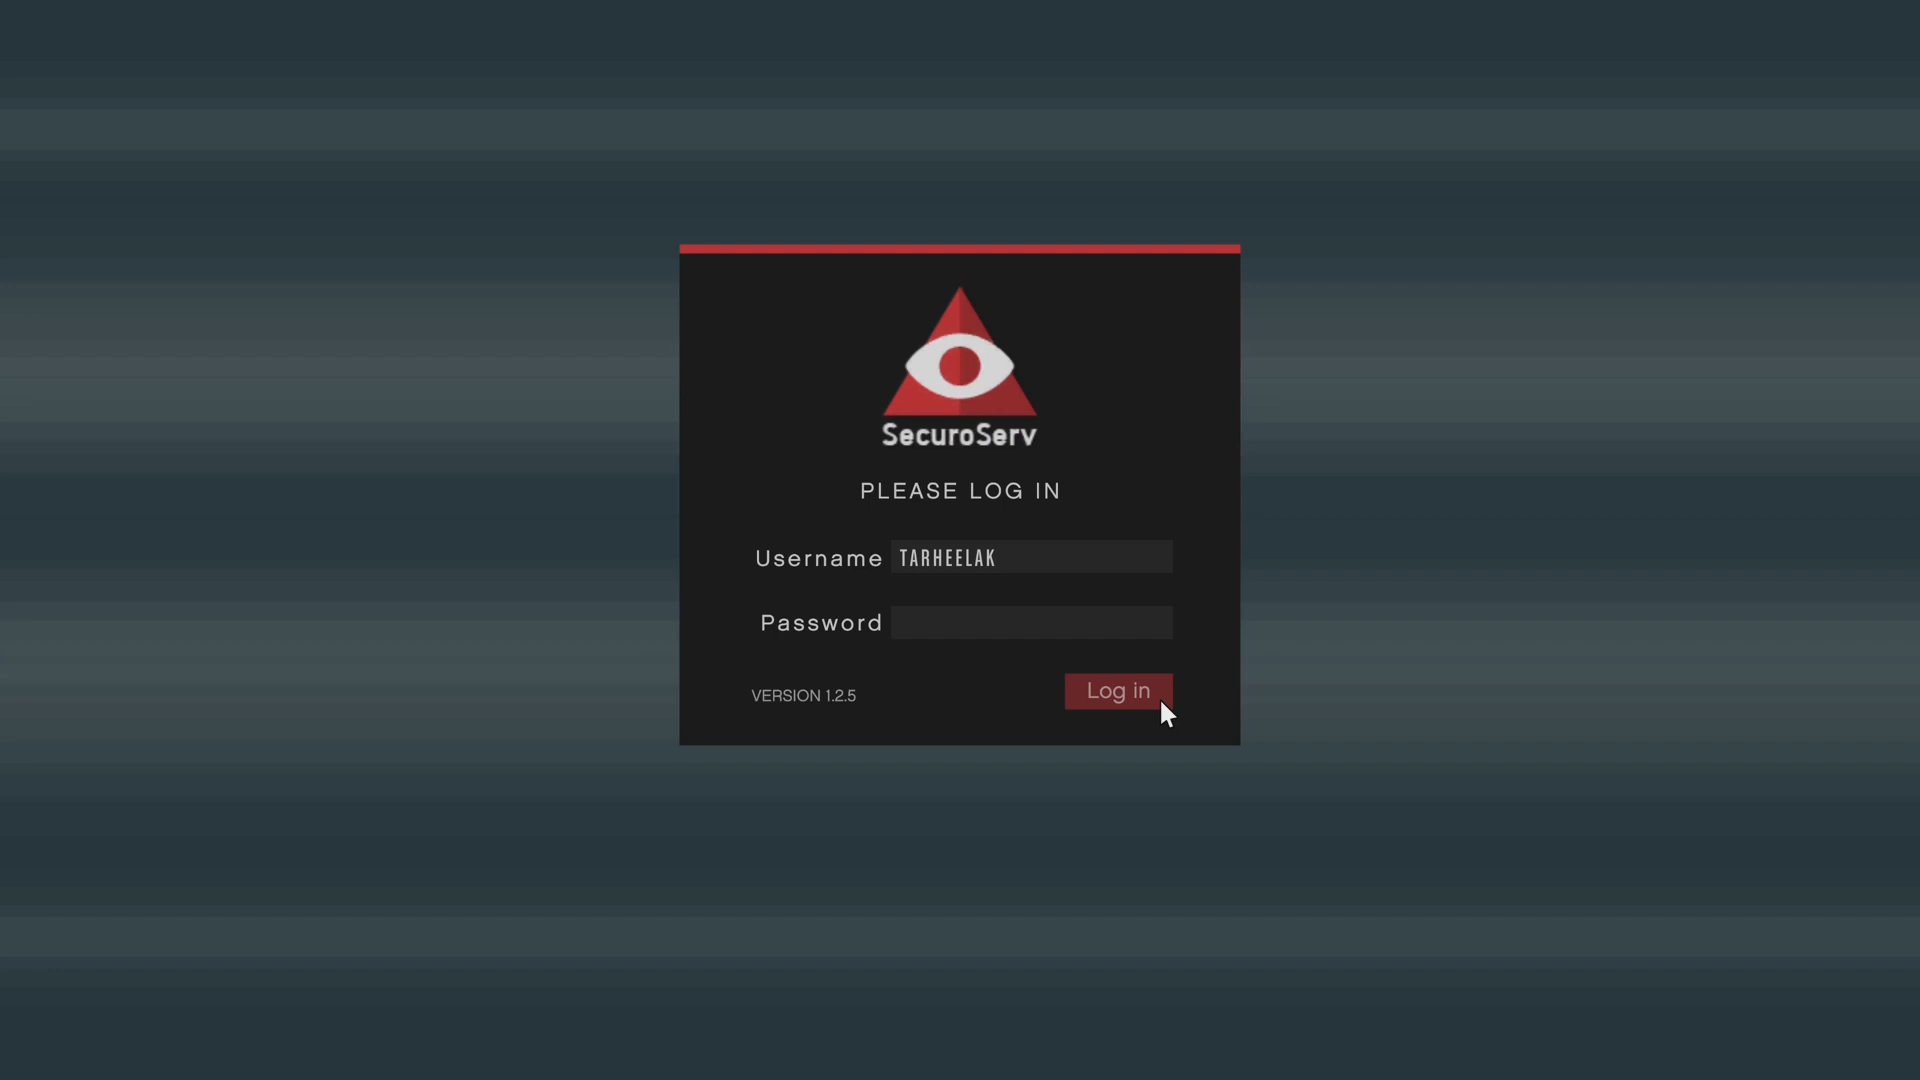 SecuroServ
PLEASE LOG IN
Username TARHEELAK
Password
VERSION 1.2.5 Log in